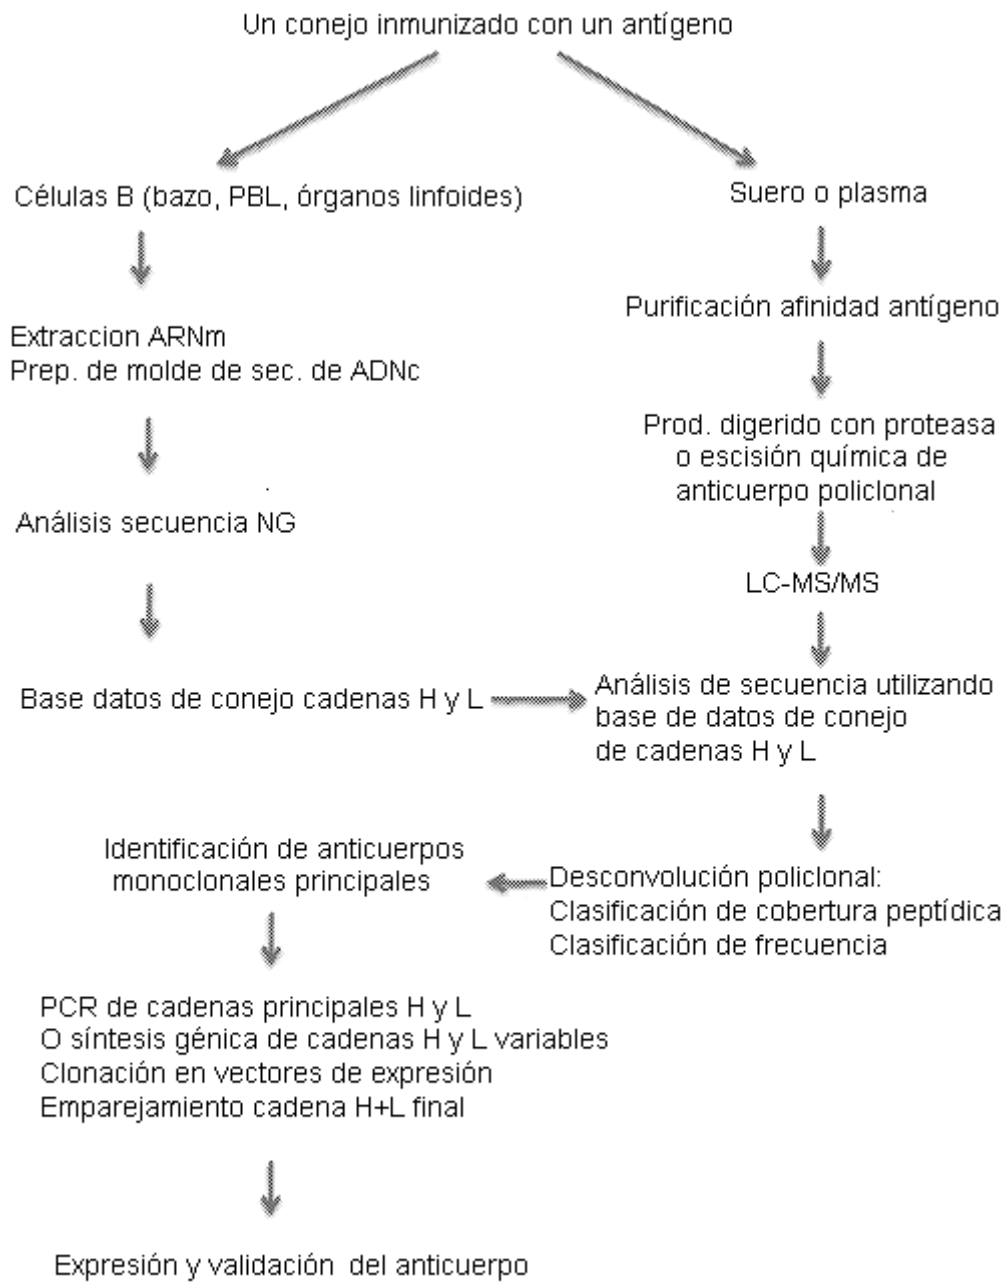 Un conejo inmunizado con un antígeno
Células B (bazo, PBL, órganos linfoides)
Suero o plasma
Extraccion ARNm
Prep. de molde de sec. de ADNc
Purificación afinidad antígeno
Análisis secuencia NG
Prod. digerido con proteasa
o escisión química de
anticuerpo policlonal
LC-MS/MS
Base datos de conejo cadenas H y L
Análisis de secuencia utilizando
base de datos de conejo
de cadenas H y L
Desconvolución policlonal:
Clasificación de cobertura peptídica
Clasificación de frecuencia
Identificación de anticuerpos
monoclonales principales
PCR de cadenas principales H y L
O síntesis génica de cadenas H y L variables
Clonación en vectores de expresión
Emparejamiento cadena H+L final
Expresión y validación del anticuerpo